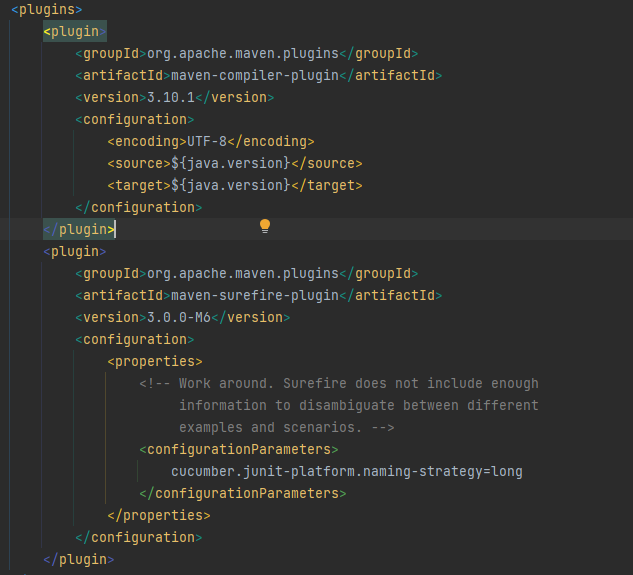 <plugins>
<plugin>
<groupId>org.apache.maven.plugins</groupId>
<artifactId>maven-compiler-plugin</artifactId>
<version>3.10.1</version>
<configuration>
<encoding>UTF-8</encoding>
<source>${java.version}</source>
<target>${java.version}</target>
</configuration>
</plugin>
<plugin>
<groupId>org.apache.maven.plugins</groupId>
<artifactId>maven-surefire-plugin</artifactId>
<version>3.0.0-M6</version>
<configuration>
<properties>
<!-- Work around. Surefire does not include enough
information to disambiguate between different
examples and scenarios. -->
<configurationParameters>
cucumber.junit-platform.naming-strategy=long
</configurationParameters>
</properties>
</configuration>
</plugin>